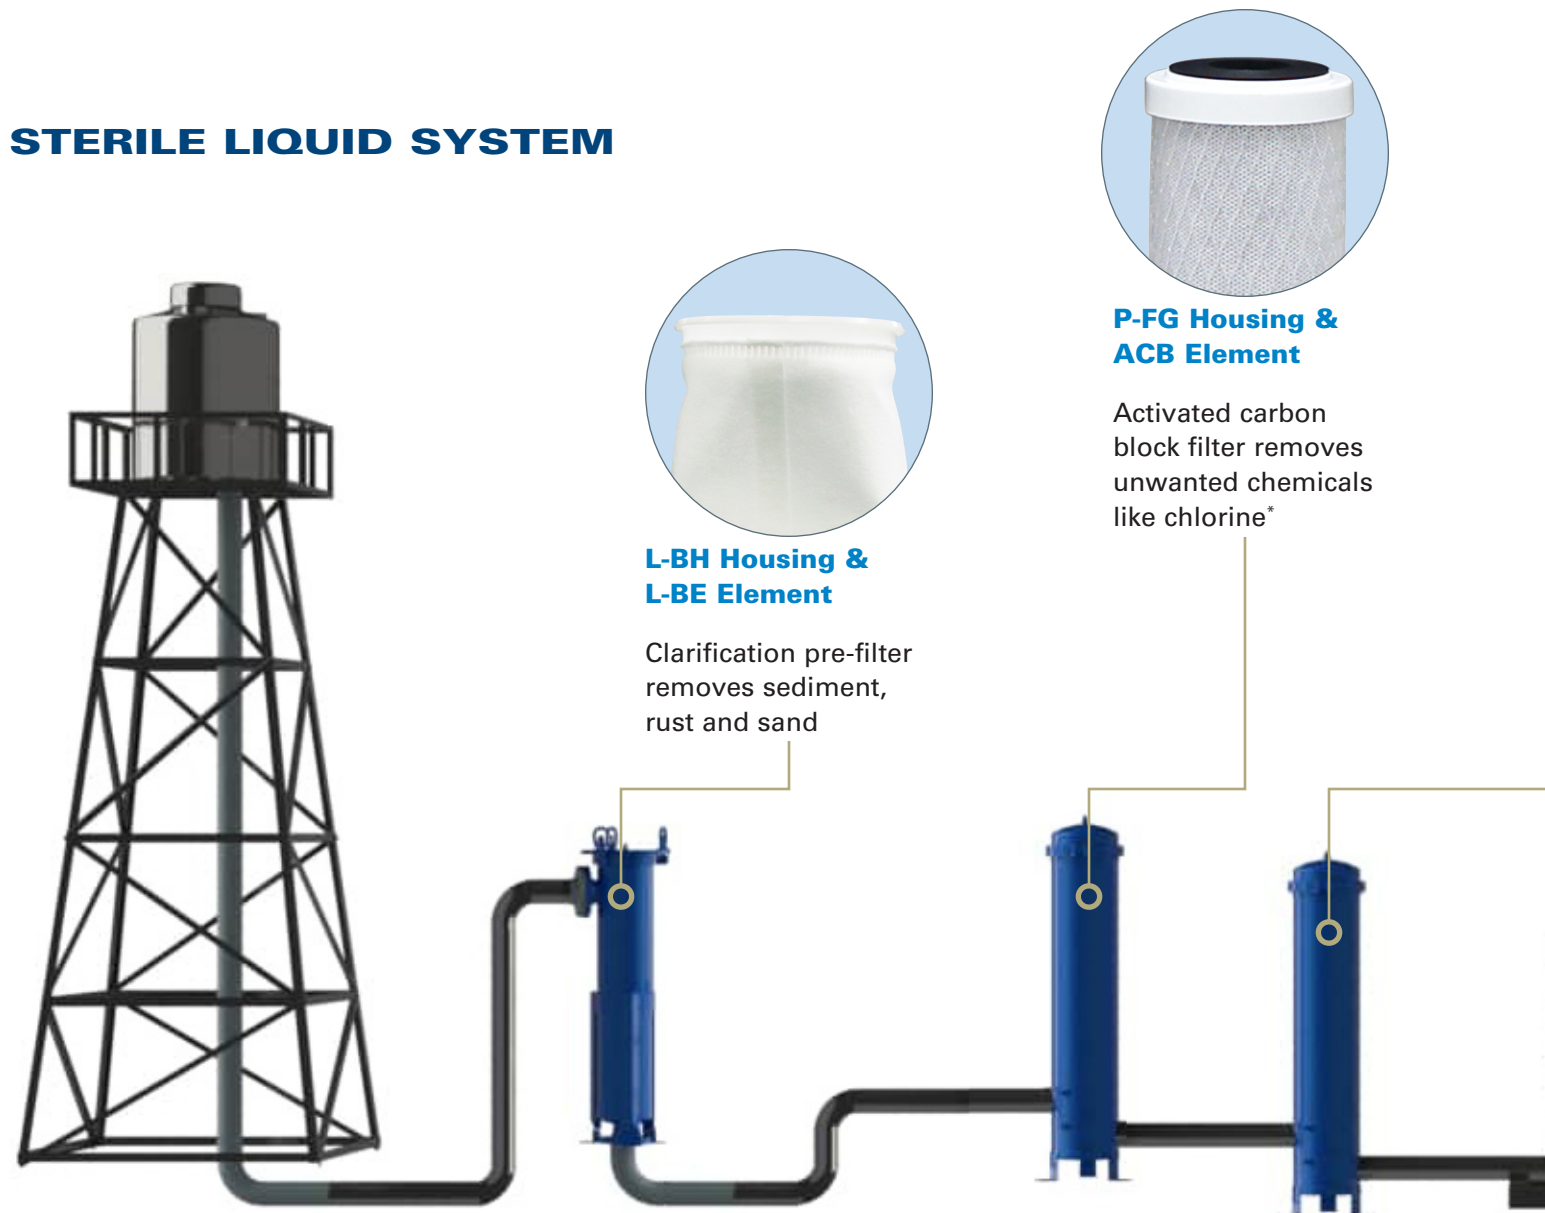 STERILE LIQUID SYSTEM
P-FG Housing &
ACB Element
Activated carbon
block filter removes
unwanted chemicals
like chlorine*
L-BH Housing &
L-BE Element
Clarification pre-filter
removes sediment,
rust and sand